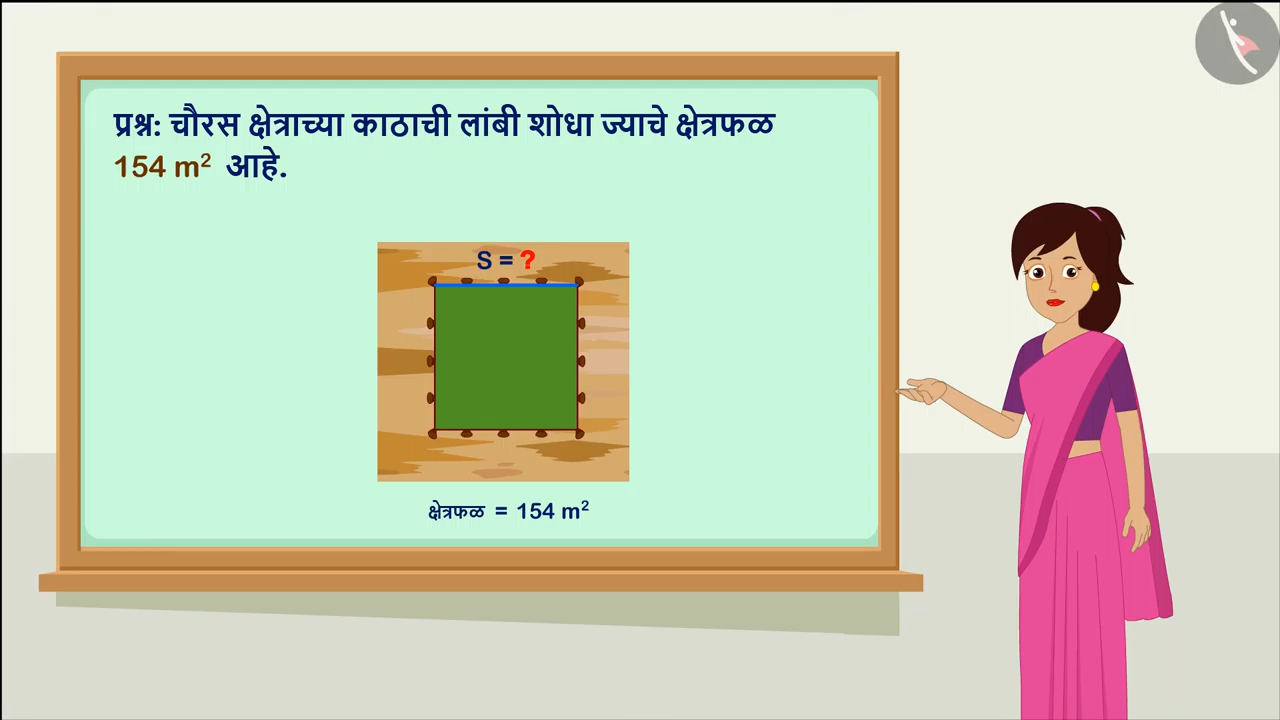 प्रश्न: चौरस क्षेत्राच्या काठाची लांबी शोधा ज्याचे क्षेत्रफळ
154 m² आहे.
S = ?
क्षेत्रफळ = 154 m²